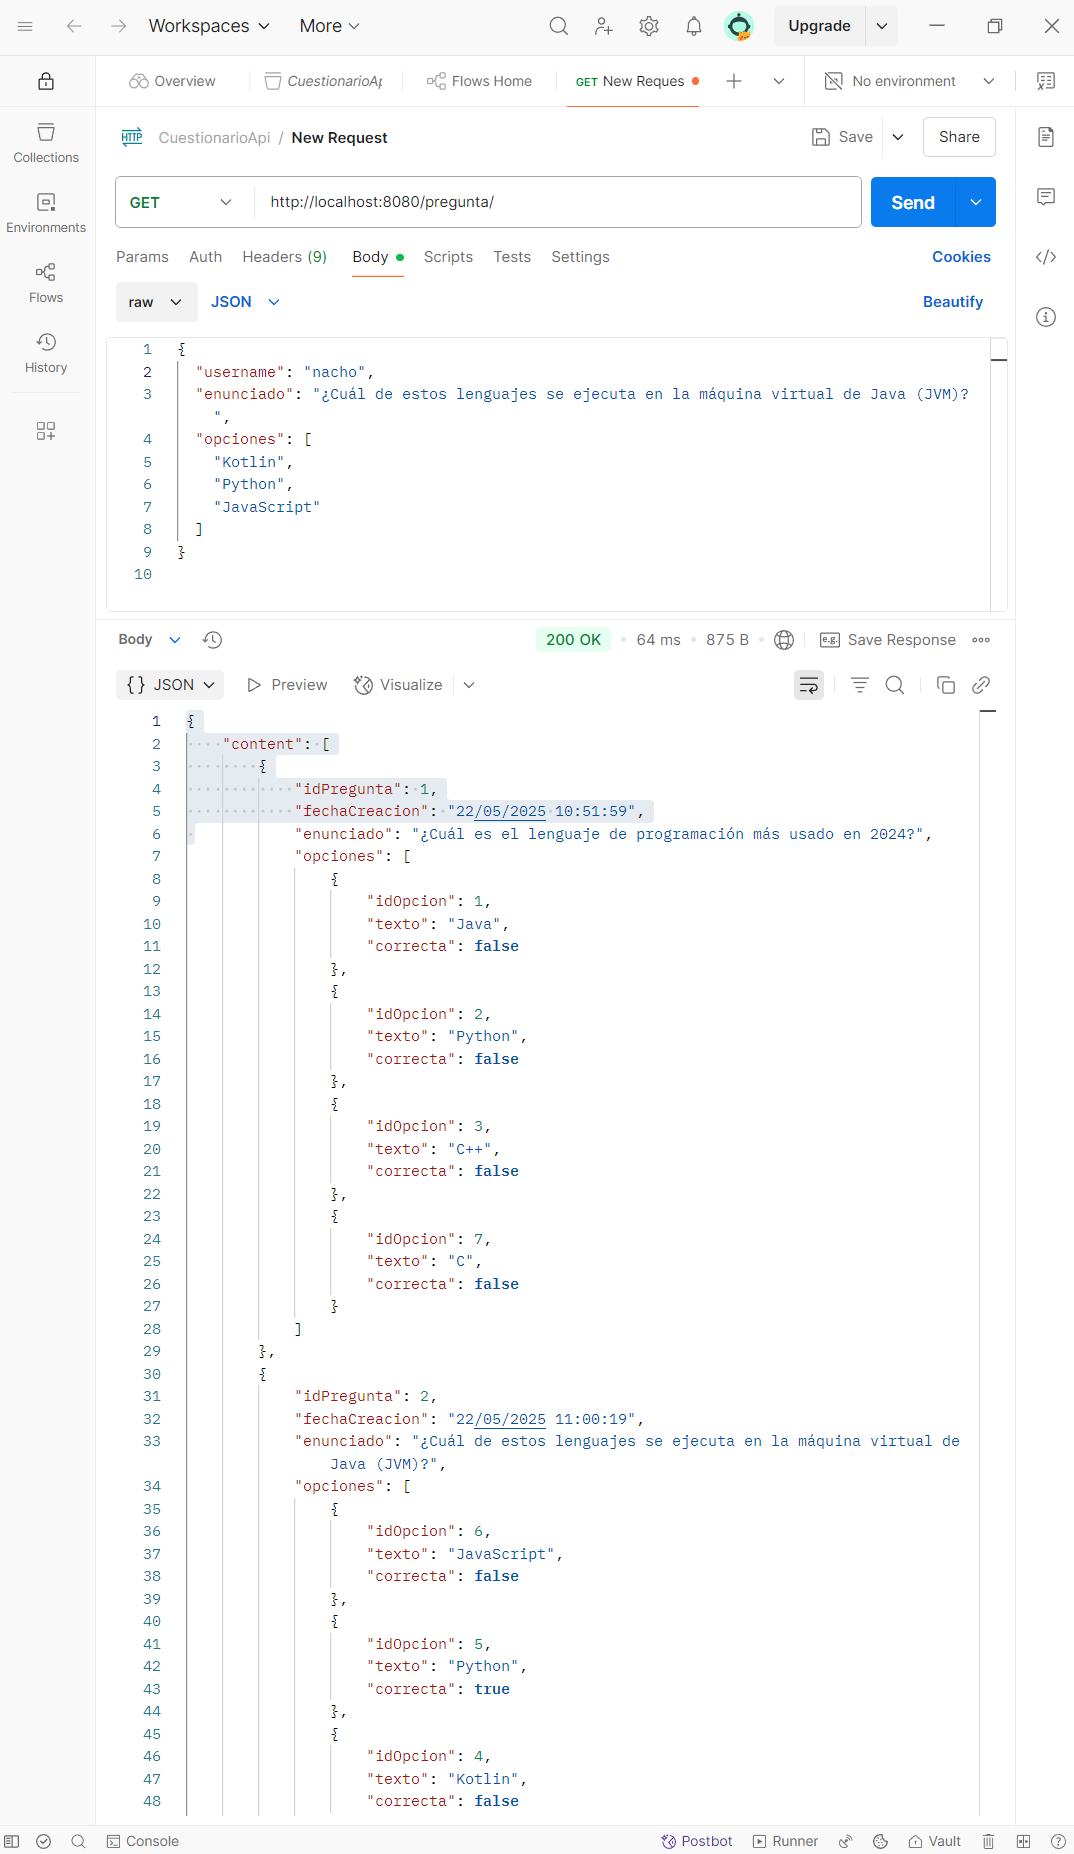 Workspaces More Upgrade
Overview CuestionarioAp Flows Home GET New Reques No environment
HTTP CuestionarioApi / New Request Save Share
Collections
Environments
Flows
History
GET http://localhost:8080/pregunta/ Send
Params Auth Headers (9) Body Scripts Tests Settings Cookies
raw JSON Beautify
1 {
2 "username": "nacho",
3 "enunciado": "¿Cuál de estos lenguajes se ejecuta en la máquina virtual de Java (JVM)?
",
4 "opciones": [
5 "Kotlin",
6 "Python",
7 "JavaScript"
8 ]
9 }
10
Body 200 OK 64 ms 875 B e.g. Save Response
{} JSON Preview Visualize
1 {
2 "content": [
3 {
4 "idPregunta": 1,
5 "fechaCreacion": "22/05/2025 10:51:59",
6 "enunciado": "¿Cuál es el lenguaje de programación más usado en 2024?",
7 "opciones": [
8 {
9 "idOpcion": 1,
10 "texto": "Java",
11 "correcta": false
12 },
13 {
14 "idOpcion": 2,
15 "texto": "Python",
16 "correcta": false
17 },
18 {
19 "idOpcion": 3,
20 "texto": "C++",
21 "correcta": false
22 },
23 {
24 "idOpcion": 7,
25 "texto": "C",
26 "correcta": false
27 }
28 ]
29 },
30 {
31 "idPregunta": 2,
32 "fechaCreacion": "22/05/2025 11:00:19",
33 "enunciado": "¿Cuál de estos lenguajes se ejecuta en la máquina virtual de
Java (JVM)?",
34 "opciones": [
35 {
36 "idOpcion": 6,
37 "texto": "JavaScript",
38 "correcta": false
39 },
40 {
41 "idOpcion": 5,
42 "texto": "Python",
43 "correcta": true
44 },
45 {
46 "idOpcion": 4,
47 "texto": "Kotlin",
48 "correcta": false
Console Postbot Runner Vault